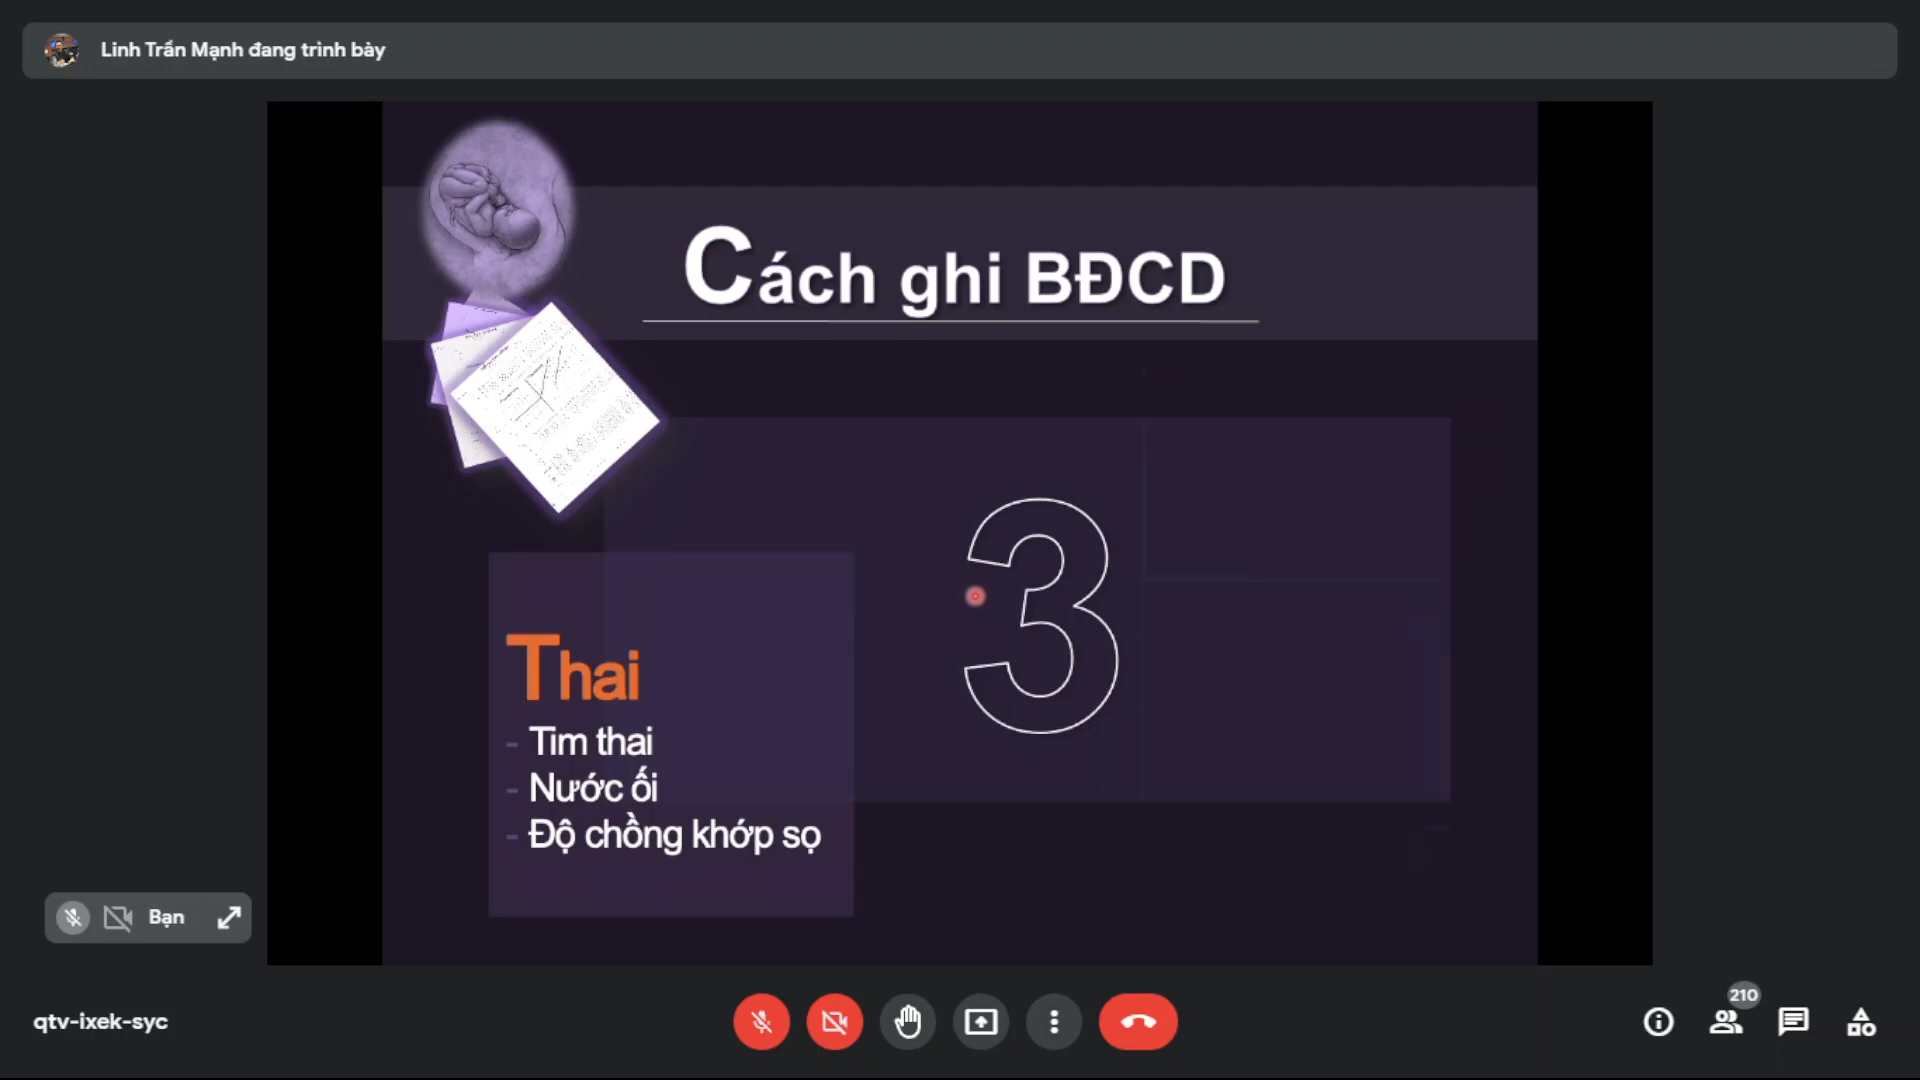 Linh Trần Mạnh đang trình bày
Cách ghi BĐCD
3
Thai
- Tim thai
- Nước ối
- Độ chồng khớp sọ
Bạn
qtv-ixek-syc
210